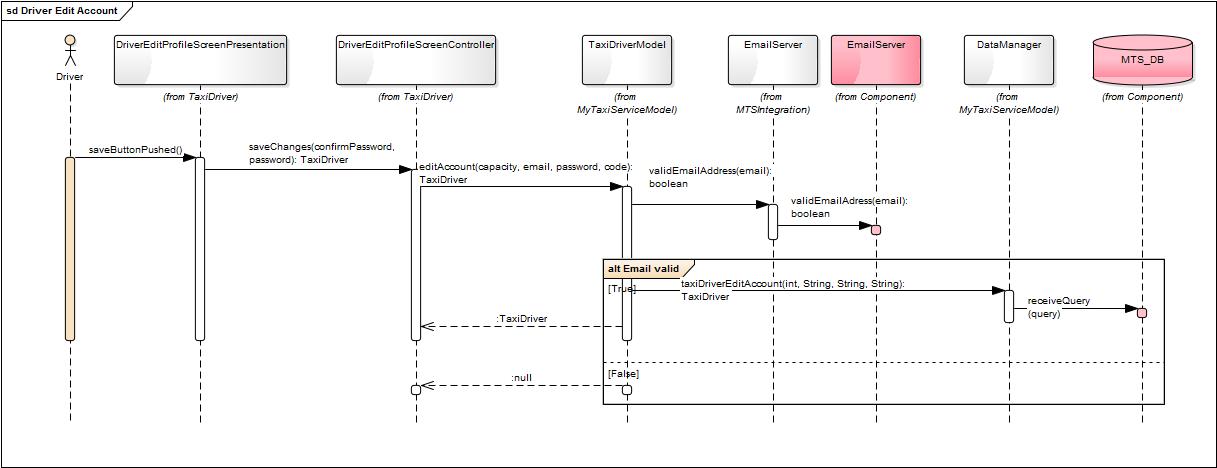 sd Driver Edit Account
Driver
DriverEditProfileScreenPresentation
(from TaxiDriver)
DriverEditProfileScreenController
(from TaxiDriver)
TaxiDriverModel
(from
MyTaxiServiceModel)
EmailServer
(from
MTSIntegration)
EmailServer
(from Component)
DataManager
(from
MyTaxiServiceModel)
MTS_DB
(from Component)
saveButtonPushed()
saveChanges(confirmPassword,
password): TaxiDriver
editAccount(capacity, email, password, code):
TaxiDriver
validEmailAddress(email):
boolean
validEmailAdress(email):
boolean
alt Email valid
[True]
taxiDriverEditAccount(int, String, String, String):
TaxiDriver
receiveQuery
(query)
:TaxiDriver
[False]
:null